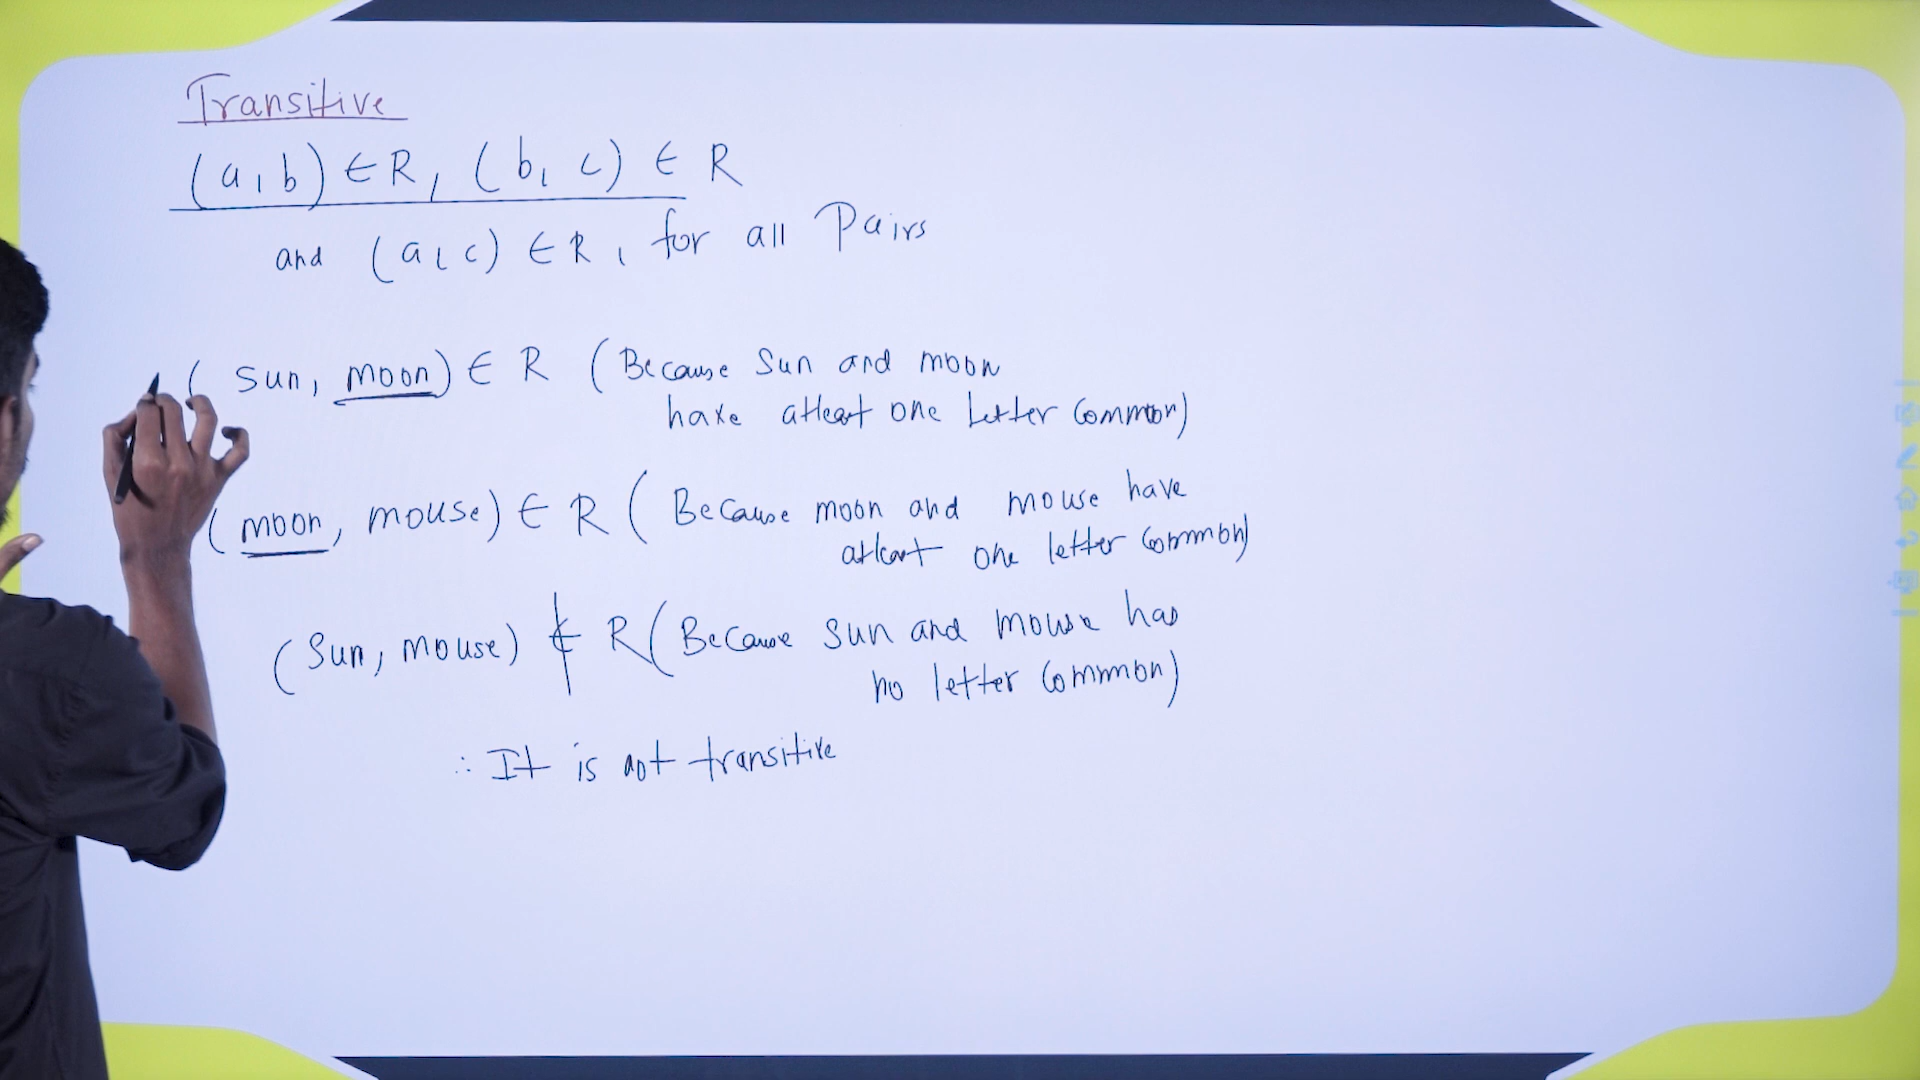 Transitive
(a, b) ∈ R, (b, c) ∈ R
and (a, c) ∈ R, for all Pairs
( sun, moon) ∈ R (Because Sun and moon
have atleast one letter Common)
(moon, mouse) ∈ R ( Because moon and mouse have
atleast one letter Common)
(Sun, mouse) ∉ R (Because Sun and mouse has
no letter Common)
∴ It is not transitive